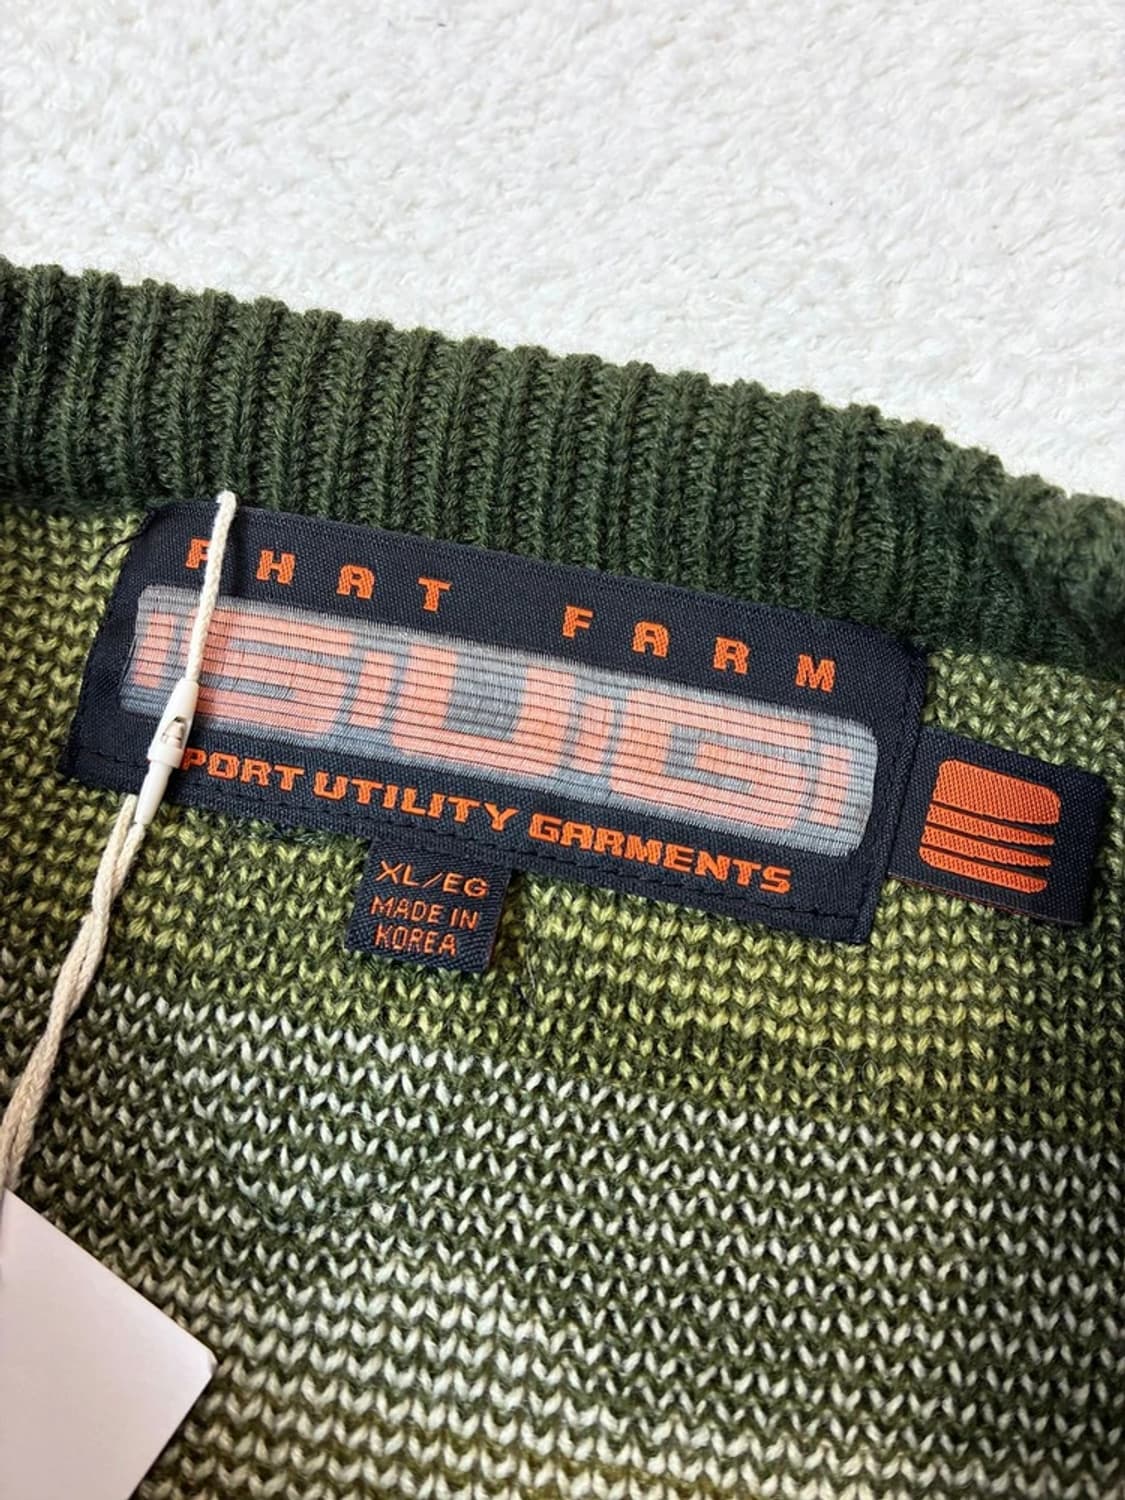 PHAT FARM
SUG
SPORT UTILITY GARMENTS
XL/EG
MADE IN
KOREA